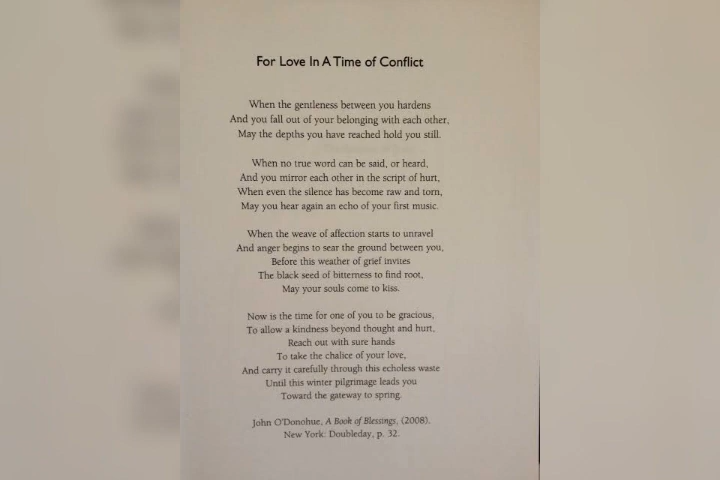 For Love In A Time of Conflict
When the gentleness between you hardens
And you fall out of your belonging with each other,
May the depths you have reached hold you still.
When no true word can be said, or heard,
And you mirror each other in the script of hurt,
When even the silence has become raw and torn,
May you hear again an echo of your first music.
When the weave of affection starts to unravel
And anger begins to sear the ground between you,
Before this weather of grief invites
The black seed of bitterness to find root,
May your souls come to kiss.
Now is the time for one of you to be gracious,
To allow a kindness beyond thought and hurt,
Reach out with sure hands
To take the chalice of your love,
And carry it carefully through this echoless waste
Until this winter pilgrimage leads you
Toward the gateway to spring.
John O'Donohue, A Book of Blessings, (2008),
New York: Doubleday, p. 32.